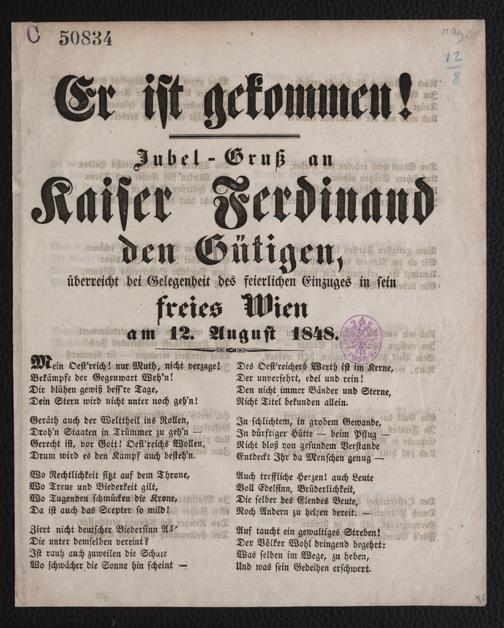 C 50834
12
8
Er ist gekommen!
Jubel-Gruß an
Kaiser Ferdinand
den Gütigen,
überreicht bei Gelegenheit des feierlichen Einzuges in sein
freies Wien
am 12. August 1848.
Mein Oest'reich! nur Muth, nicht verzage!
Bekämpfe der Gegenwart Weh'n!
Dir blühen gewiß bess're Tage,
Dein Stern wird nicht unter noch geh'n!
Geräth auch der Welttheil ins Rollen,
Droh'n Staaten in Trümmer zu geh'n —
Gerecht ist, vor Gott! Oest'reichs Wollen,
Drum wird es den Kampf auch besteh'n.
Wo Rechtlichkeit sitzt auf dem Throne,
Wo Treue und Biederkeit gilt,
Wo Tugenden schmücken die Krone,
Da ist auch das Scepter so mild!
Ziert nicht deutscher Biedersinn All'
Die unter demselben vereint?
Ist rauh auch zuweilen die Schale
Wo schwächer die Sonne hin scheint —
Des Oest'reichers Werth ist im Kerne,
Der unversehrt, edel und rein!
Den nicht immer Bänder und Sterne,
Nicht Titel bekunden allein.
In schlichtem, in grobem Gewande,
In dürftiger Hütte — beim Pflug —
Nicht bloß von gesundem Verstande
Entdeckt Ihr da Menschen genug —
Auch treffliche Herzen! auch Leute
Voll Edelsinn, Brüderlichkeit,
Die selber des Elendes Beute,
Noch Andern zu helfen bereit. —
Auf taucht ein gewaltiges Streben!
Der Völker Wohl dringend begehrt:
Was selben im Wege, zu heben,
Und was sein Gedeihen erschwert.